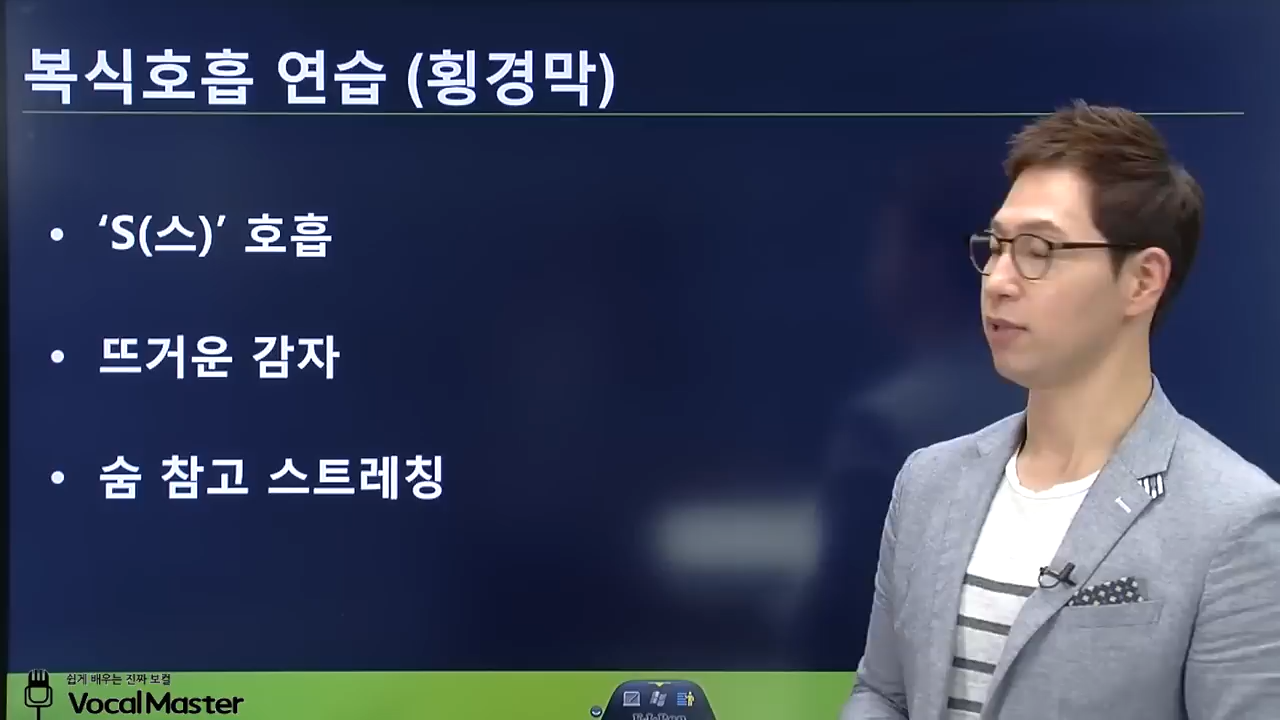 복식호흡 연습 (횡경막)
• ‘S(스)’ 호흡
• 뜨거운 감자
• 숨 참고 스트레칭
쉽게 배우는 진짜 보컬
VocalMaster